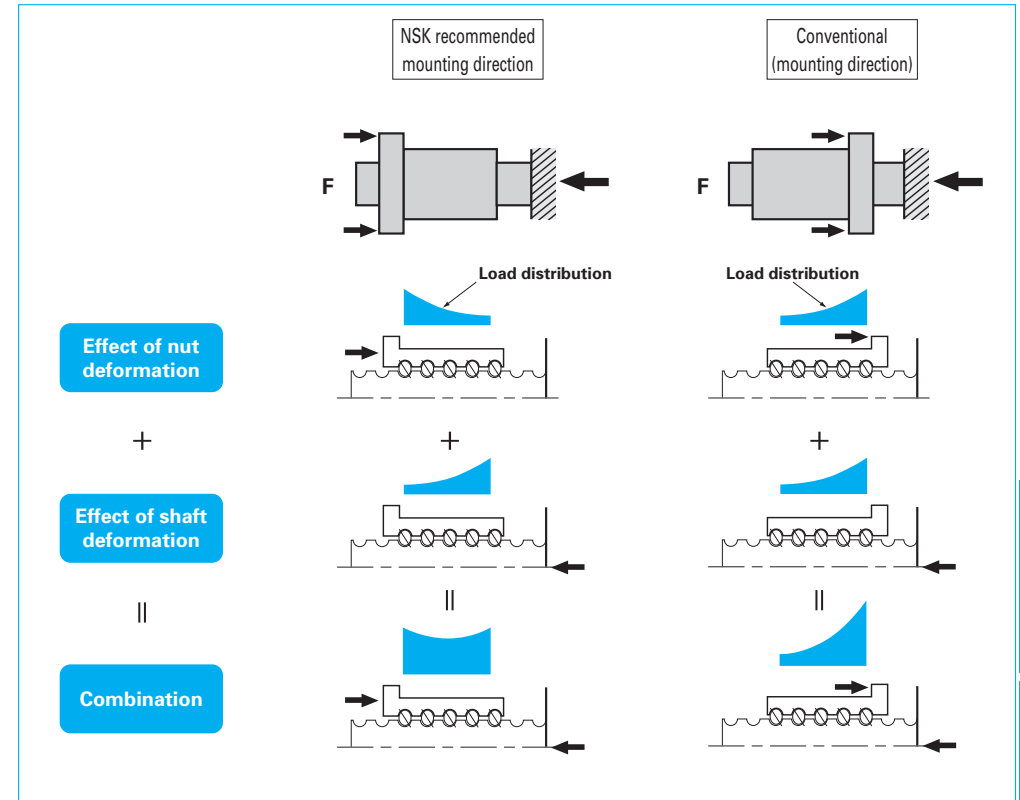 NSK recommended
mounting direction
Conventional
(mounting direction)
F
F
Load distribution
Load distribution
Effect of nut
deformation
+
+
+
Effect of shaft
deformation
=
=
=
Combination